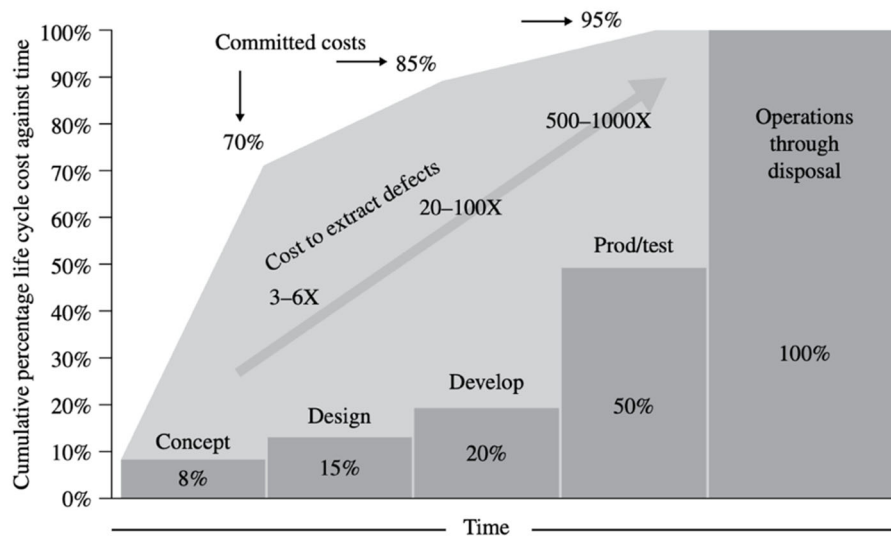 Cumulative percentage life cycle cost against time
100%
90%
80%
70%
60%
50%
40%
30%
20%
10%
0%
Committed costs
70%
85%
95%
Cost to extract defects
3–6X
20–100X
500–1000X
Concept
8%
Design
15%
Develop
20%
Prod/test
50%
Operations
through
disposal
100%
Time